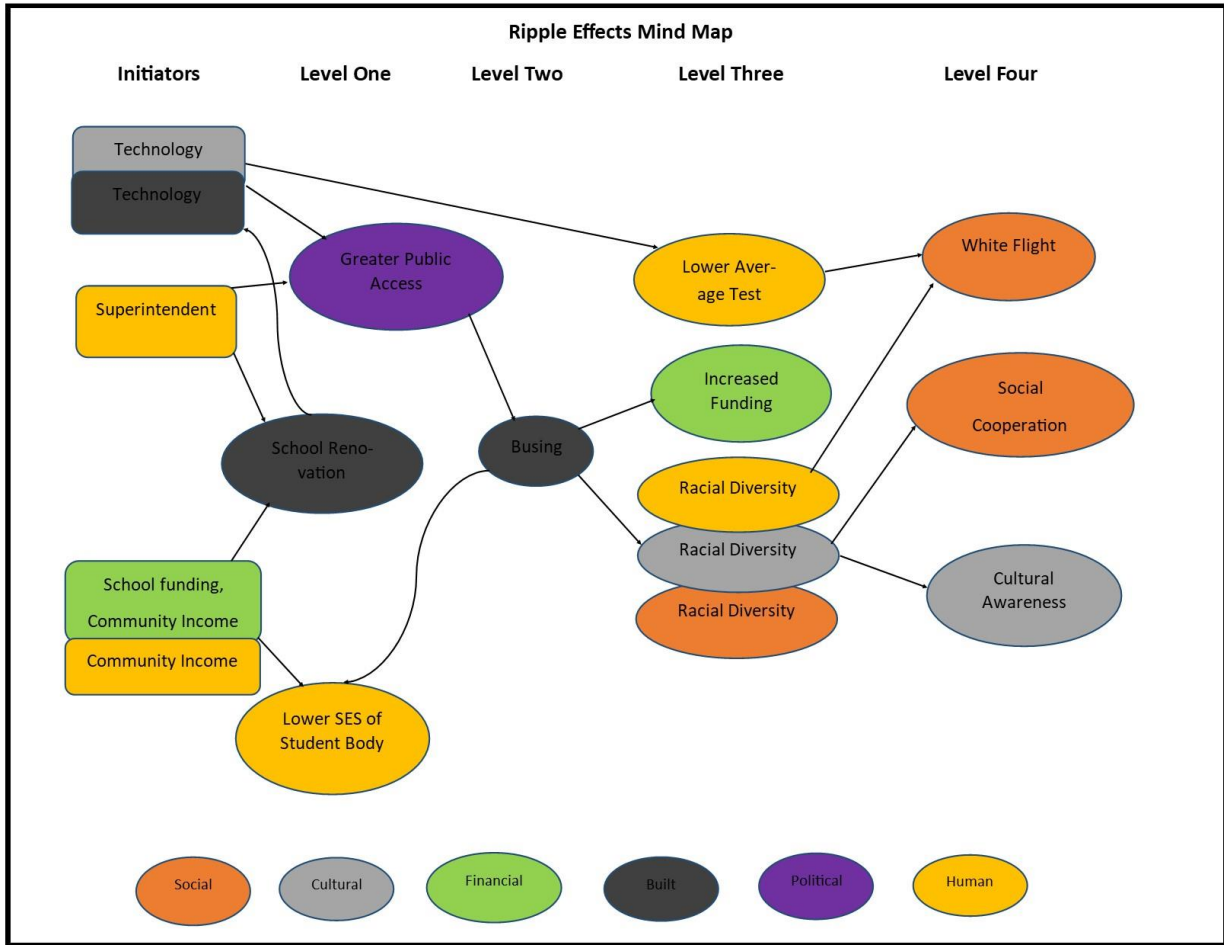 Ripple Effects Mind Map
Initiators
Level One
Level Two
Level Three
Level Four
Technology
Technology
Superintendent
School funding,
Community Income
Community Income
Greater Public
Access
School Reno-
vation
Lower SES of
Student Body
Busing
Lower Aver-
age Test
Increased
Funding
Racial Diversity
Racial Diversity
Racial Diversity
White Flight
Social
Cooperation
Cultural
Awareness
Social
Cultural
Financial
Built
Political
Human